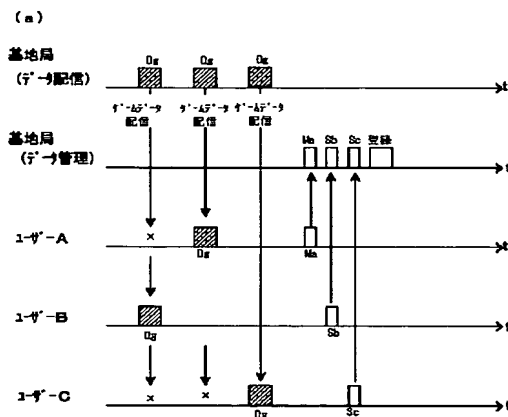 (a)
Dg Dg Dg
基地局
(データ配信)
t
ゲームデータ
配信
ゲームデータ
配信
ゲームデータ
配信
基地局
(データ管理)
Ma Sb Sc 登録
t
ユーザーA
×
Dg
Ma
t
ユーザーB
Dg
Sb
t
ユーザーC
×
×
Dg
Sc
t